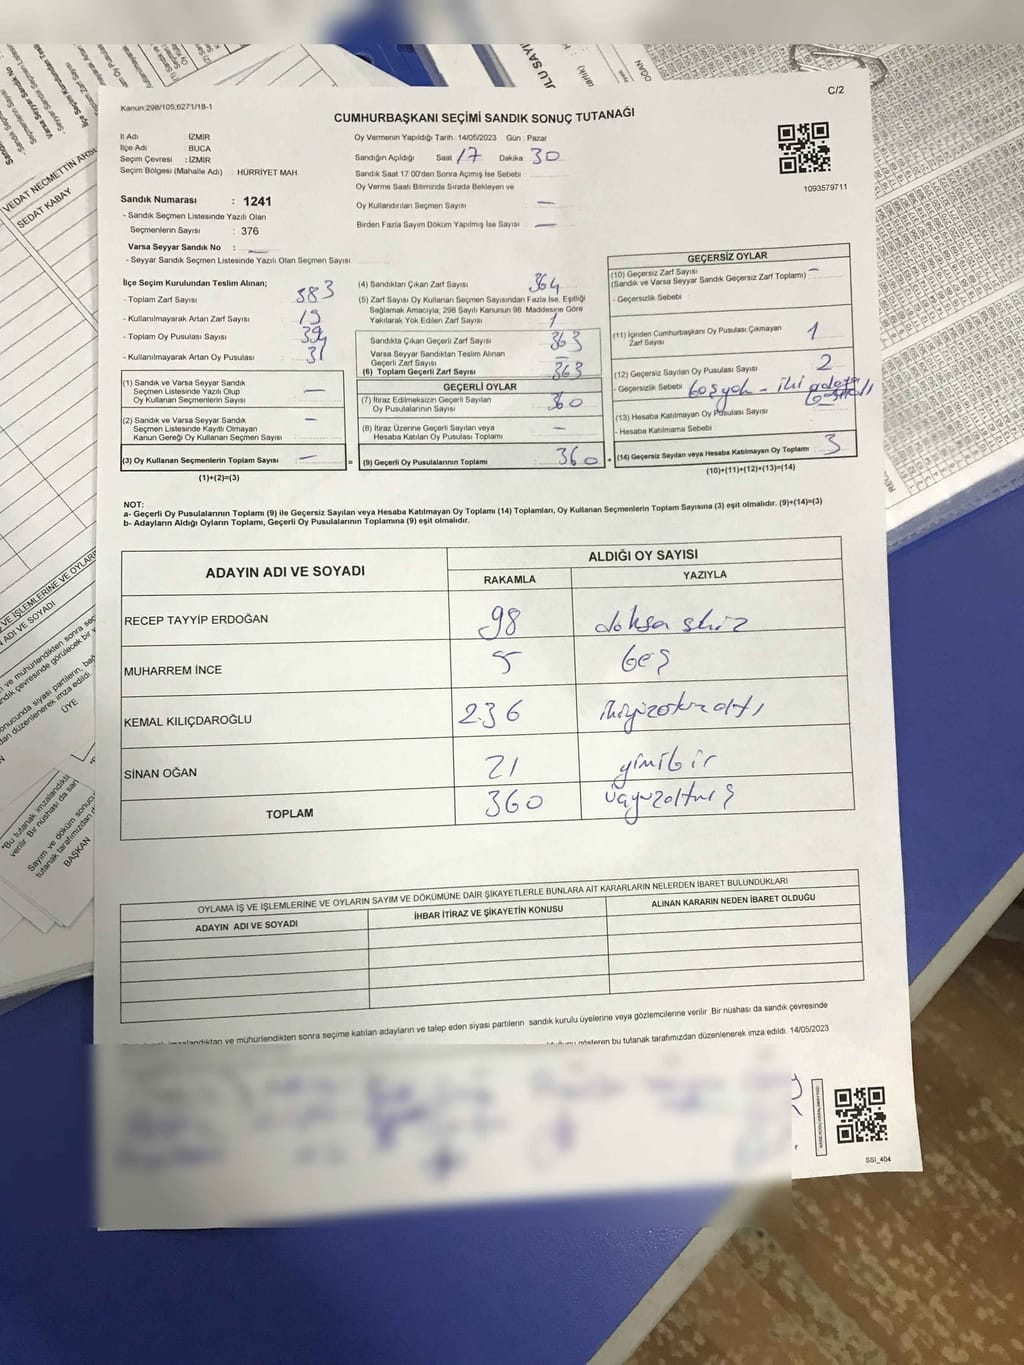 C/2
Kanun:298/105;6271/18-1
CUMHURBAŞKANI SEÇİMİ SANDIK SONUÇ TUTANAĞI
İl Adı : İZMİR
İlçe Adı : BUCA
Seçim Çevresi : İZMİR
Seçim Bölgesi (Mahalle Adı) : HÜRRİYET MAH.
Oy Vermenin Yapıldığı Tarih :14/05/2023 Gün : Pazar
Sandığın Açıldığı Saat 17 Dakika 30
Sandık Saat 17:00'den Sonra Açımış İse Sebebi
Oy Verme Saati Bitiminde Sırada Bekleyen ve
Oy Kullandırılan Seçmen Sayısı —
Birden Fazla Sayım Döküm Yapılmış İse Sayısı —
1093579711
Sandık Numarası : 1241
- Sandık Seçmen Listesinde Yazılı Olan
Seçmenlerin Sayısı : 376
Varsa Seyyar Sandık No : —
- Seyyar Sandık Seçmen Listesinde Yazılı Olan Seçmen Sayısı
İlçe Seçim Kurulundan Teslim Alınan;
- Toplam Zarf Sayısı 383
- Kullanılmayarak Artan Zarf Sayısı 19
- Toplam Oy Pusulası Sayısı
- Kullanılmayarak Artan Oy Pusulası 31
(1) Sandık ve Varsa Seyyar Sandık
Seçmen Listesinde Yazılı Olup
Oy Kullanan Seçmenlerin Sayısı —
(2) Sandık ve Varsa Seyyar Sandık
Seçmen Listesinde Kayıtlı Olmayan
Kanun Gereği Oy Kullanan Seçmen Sayısı —
(3) Oy Kullanan Seçmenlerin Toplam Sayısı —
(1)+(2)=(3)
(4) Sandıktan Çıkan Zarf Sayısı 364
(5) Zarf Sayısı Oy Kullanan Seçmen Sayısından Fazla İse, Eşitliği
Sağlamak Amacıyla; 298 Sayılı Kanunun 98. Maddesine Göre
Yakılarak Yok Edilen Zarf Sayısı 1
Sandıkta Çıkan Geçerli Zarf Sayısı 363
Varsa Seyyar Sandıktan Teslim Alınan
Geçerli Zarf Sayısı —
(6) Toplam Geçerli Zarf Sayısı 363
GEÇERLİ OYLAR
(7) İtiraz Edilmeksizin Geçerli Sayılan
Oy Pusulalarının Sayısı 360
(8) İtiraz Üzerine Geçerli Sayılan veya
Hesaba Katılan Oy Pusulası Toplamı —
= (9) Geçerli Oy Pusulalarının Toplamı 360 +
GEÇERSİZ OYLAR
(10) Geçersiz Zarf Sayısı —
(Sandık ve Varsa Seyyar Sandık Geçersiz Zarf Toplamı)
- Geçersizlik Sebebi :
(11) İçinden Cumhurbaşkanı Oy Pusulası Çıkmayan
Zarf Sayısı 1
(12) Geçersiz Sayılan Oy Pusulası Sayısı 2
- Geçersizlik Sebebi
(13) Hesaba Katılmayan Oy Pusulası Sayısı
- Hesaba Katılmama Sebebi :
(14) Geçersiz Sayılan veya Hesaba Katılmayan Oy Toplamı 3
(10)+(11)+(12)+(13)=(14)
NOT:
a- Geçerli Oy Pusulalarının Toplamı (9) ile Geçersiz Sayılan veya Hesaba Katılmayan Oy Toplamı (14) Toplamları, Oy Kullanan Seçmenlerin Toplam Sayısına (3) eşit olmalıdır. (9)+(14)=(3)
b- Adayların Aldığı Oyların Toplamı, Geçerli Oy Pusulalarının Toplamına (9) eşit olmalıdır.
ADAYIN ADI VE SOYADI ALDIĞI OY SAYISI
RAKAMLA YAZIYLA
RECEP TAYYİP ERDOĞAN 98 doksan sekiz
MUHARREM İNCE 5 beş
KEMAL KILIÇDAROĞLU 236 ikiyüzotuzaltı
SİNAN OĞAN 21 yirmibir
TOPLAM 360 üçyüzaltmış
OYLAMA İŞ VE İŞLEMLERİNE VE OYLARIN SAYIM VE DÖKÜMÜNE DAİR ŞİKAYETLERLE BUNLARA AİT KARARLARIN NELERDEN İBARET BULUNDUKLARI
ADAYIN ADI VE SOYADI İHBAR İTİRAZ VE ŞİKAYETİN KONUSU ALINAN KARARIN NEDEN İBARET OLDUĞU
ve mühürlendikten sonra seçime katılan adayların ve talep eden siyasi partilerin sandık kurulu üyelerine veya gözlemcilerine verilir. Bir nüshası da sandık çevresinde
gösteren bu tutanak tarafımızdan düzenlenerek imza edildi. 14/05/2023
SSİ_404
VEDAT NECMETTİN
SEDAT KABAY
ÜYE
BAŞKAN